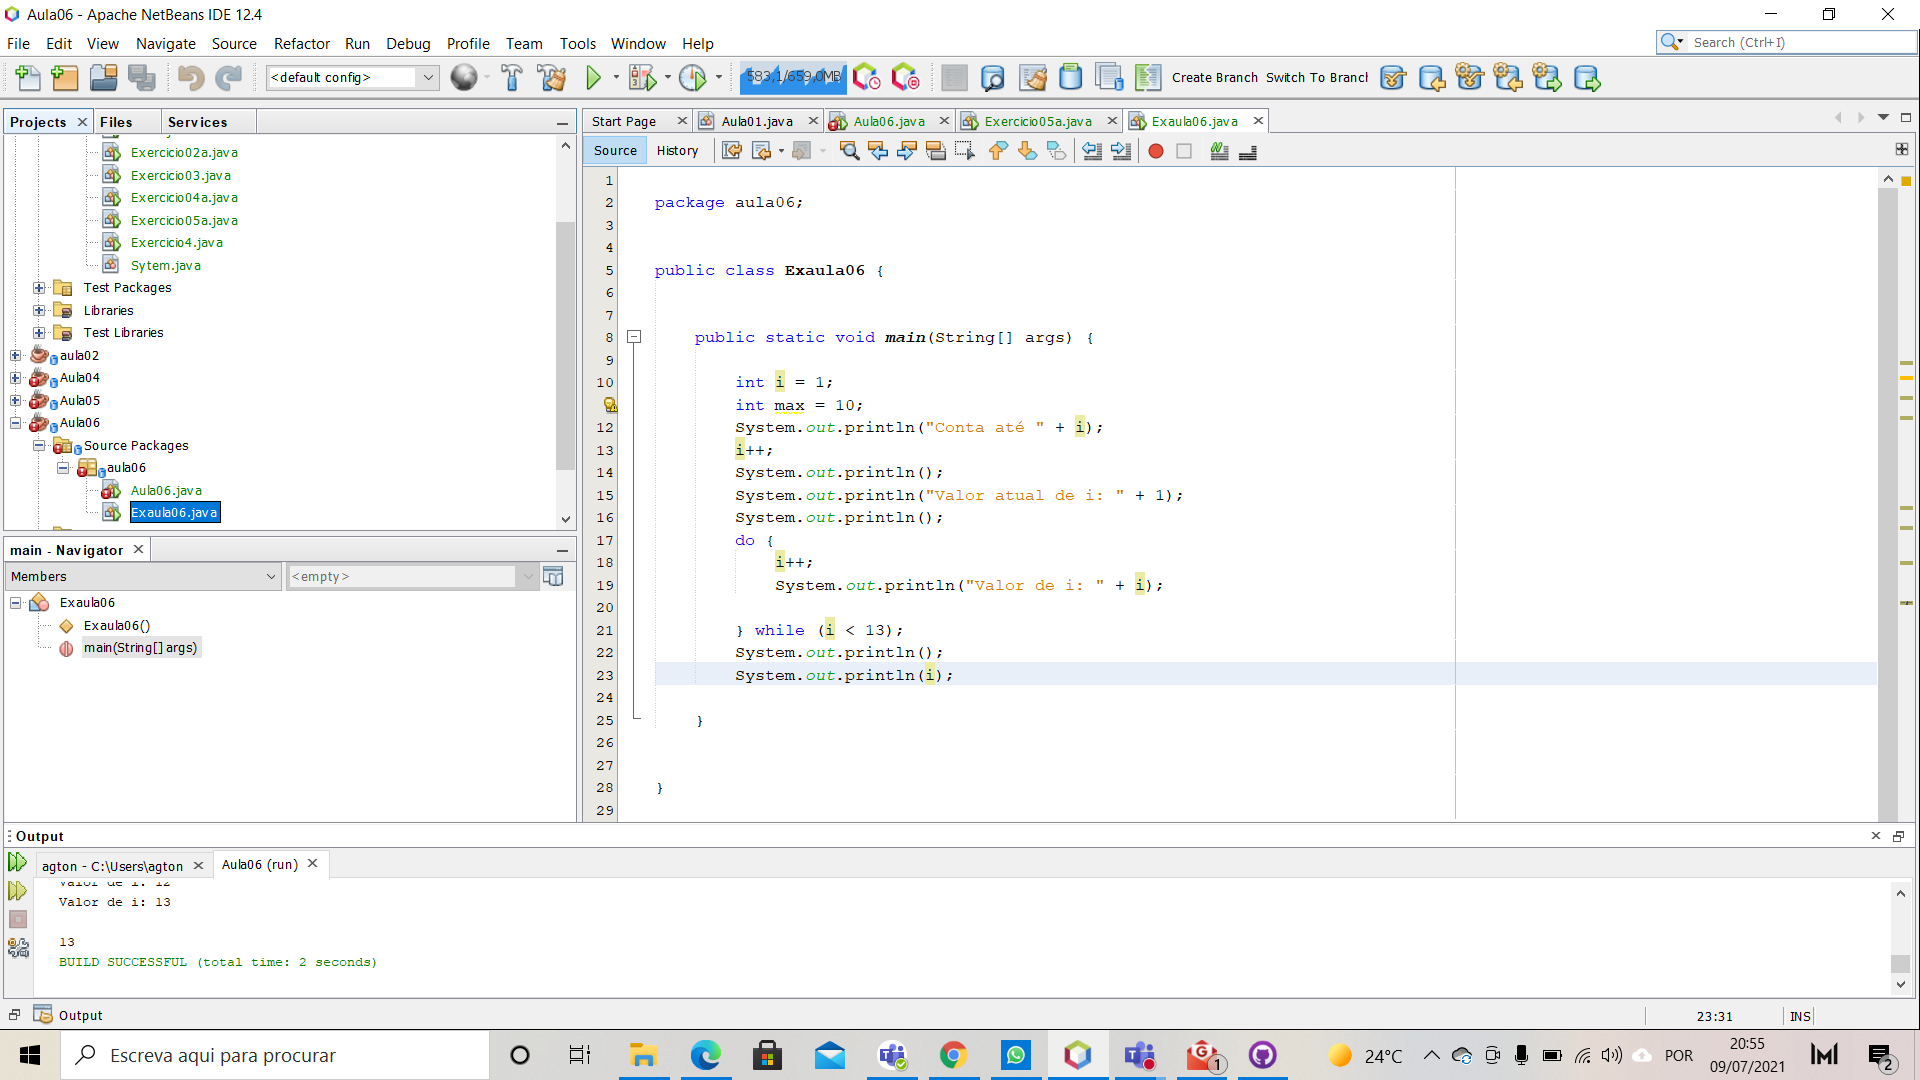 Aula06 - Apache NetBeans IDE 12.4
File Edit View Navigate Source Refactor Run Debug Profile Team Tools Window Help
Search (Ctrl+I)
<default config>
583,1/659,0MB
Create Branch Switch To Branch
Projects Files Services
Exercicio02a.java
Exercicio03.java
Exercicio04a.java
Exercicio05a.java
Exercicio4.java
Sytem.java
Test Packages
Libraries
Test Libraries
aula02
Aula04
Aula05
Aula06
Source Packages
aula06
Aula06.java
Exaula06.java
main - Navigator
Members
<empty>
Exaula06
Exaula06()
main(String[] args)
Start Page Aula01.java Aula06.java Exercicio05a.java Exaula06.java
Source History
1
2 package aula06;
3
4
5 public class Exaula06 {
6
7
8 public static void main(String[] args) {
9
10 int i = 1;
int max = 10;
12 System.out.println("Conta até " + i);
13 i++;
14 System.out.println();
15 System.out.println("Valor atual de i: " + 1);
16 System.out.println();
17 do {
18 i++;
19 System.out.println("Valor de i: " + i);
20
21 } while (i < 13);
22 System.out.println();
23 System.out.println(i);
24
25 }
26
27
28 }
29
Output
agton - C:\Users\agton Aula06 (run)
Valor de i: 12
Valor de i: 13
13
BUILD SUCCESSFUL (total time: 2 seconds)
Output
23:31 INS
Escreva aqui para procurar
1
24°C
POR
20:55
09/07/2021
2